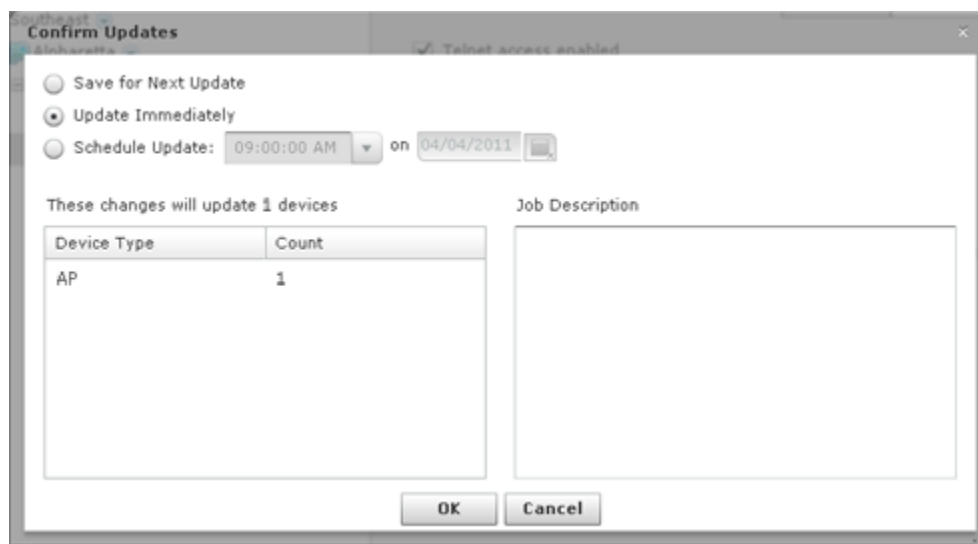 Southeast
Confirm Updates
Alpharetta
Telnet access enabled
Save for Next Update
Update Immediately
Schedule Update: 09:00:00 AM on 04/04/2011
These changes will update 1 devices
Job Description
Device Type Count
AP 1
OK Cancel